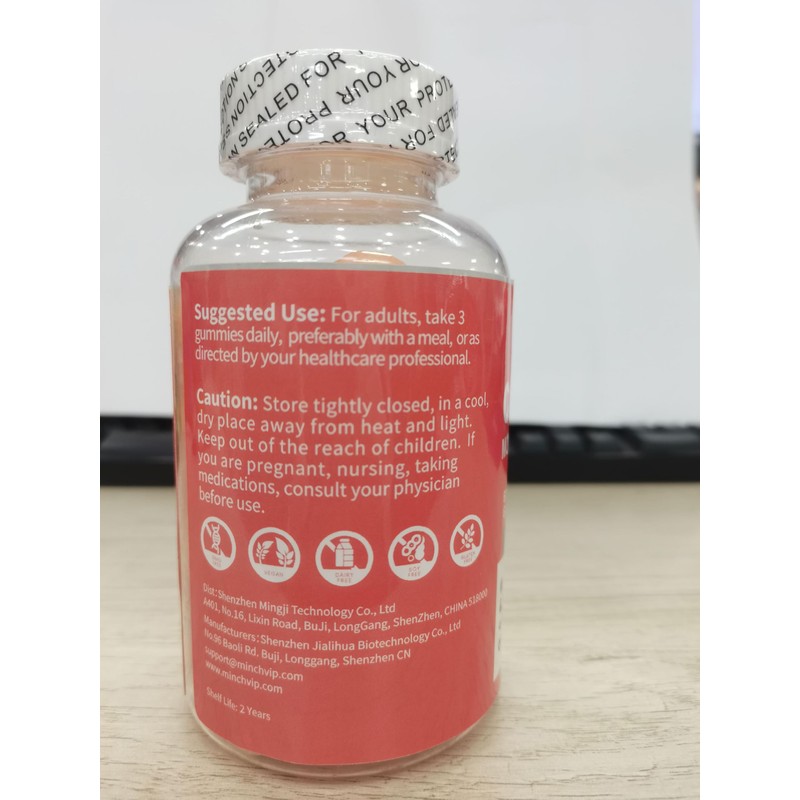 SEALED FOR
FOR YOUR
YOUR
Suggested Use: For adults, take 3
gummies daily, preferably with a meal, or as
directed by your healthcare professional.
Caution: Store tightly closed, in a cool,
dry place away from heat and light.
Keep out of the reach of children. If
you are pregnant, nursing, taking
medications, consult your physician
before use.
VEGAN
DAIRY
FREE
SOY
FREE
Dist: Shenzhen Mingji Technology Co., Ltd
A401, No.16, Lixin Road, BuJi, LongGang, ShenZhen, CHINA 518000
Manufacturers: Shenzhen Jialihua Biotechnology Co., Ltd
No.96 Baoli Rd. Buji, Longgang, Shenzhen CN
support@minchvip.com
www.minchvip.com
Shelf Life: 2 Years